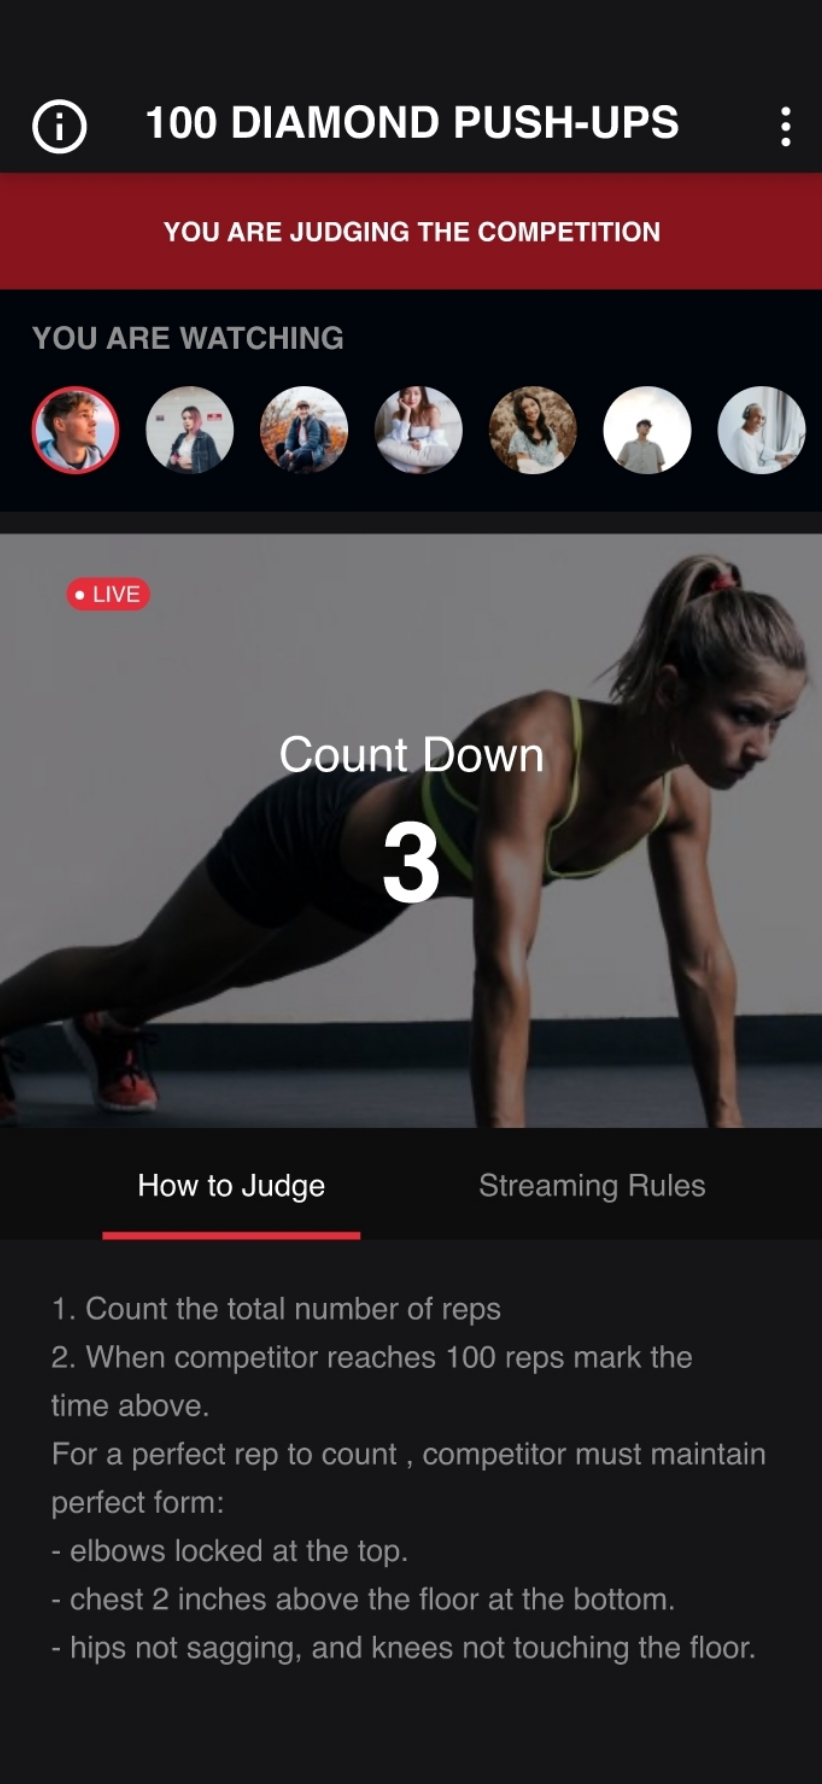 100 DIAMOND PUSH-UPS
YOU ARE JUDGING THE COMPETITION
YOU ARE WATCHING
LIVE
Count Down
3
How to Judge
Streaming Rules
1. Count the total number of reps
2. When competitor reaches 100 reps mark the
time above.
For a perfect rep to count , competitor must maintain
perfect form:
- elbows locked at the top.
- chest 2 inches above the floor at the bottom.
- hips not sagging, and knees not touching the floor.